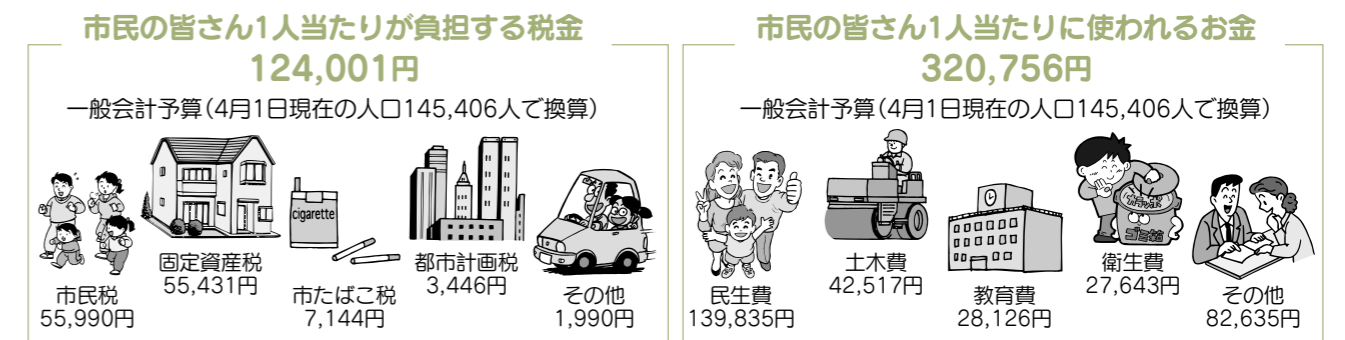 市民の皆さん1人当たりが負担する税金
124,001円
一般会計予算(4月1日現在の人口145,406人で換算)
cigarette
市民税
55,990円
固定資産税
55,431円
市たばこ税
7,144円
都市計画税
3,446円
その他
1,990円
市民の皆さん1人当たりに使われるお金
320,756円
一般会計予算(4月1日現在の人口145,406人で換算)
民生費
139,835円
土木費
42,517円
教育費
28,126円
ゴミ
衛生費
27,643円
その他
82,635円